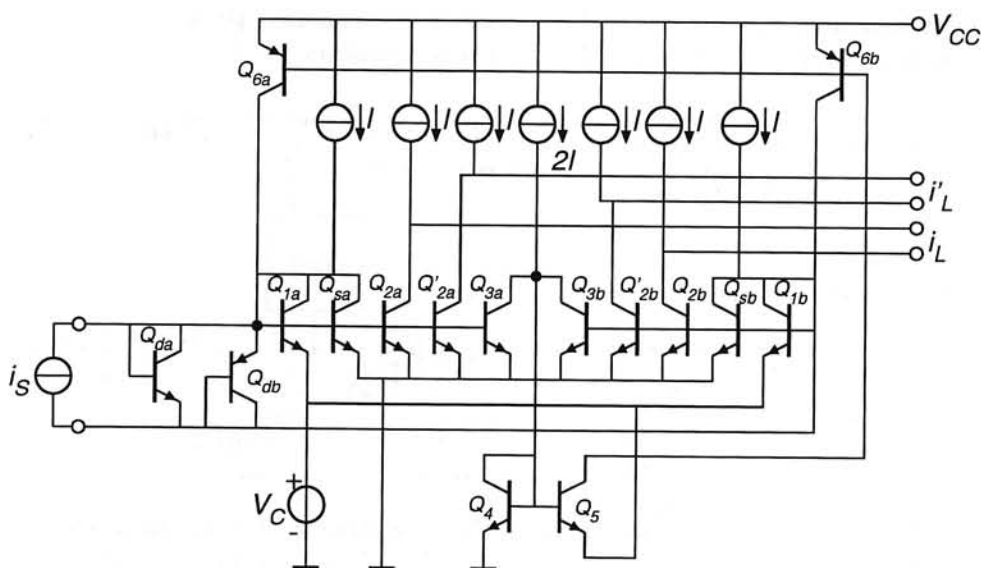 V_CC
Q_6a
Q_6b
I
I
I
2I
I
I
I
i'_L
i_L
Q_1a
Q_sa
Q_2a
Q'_2a
Q_3a
Q_3b
Q'_2b
Q_2b
Q_sb
Q_1b
Q_da
Q_db
i_S
+
V_C
-
Q_4
Q_5